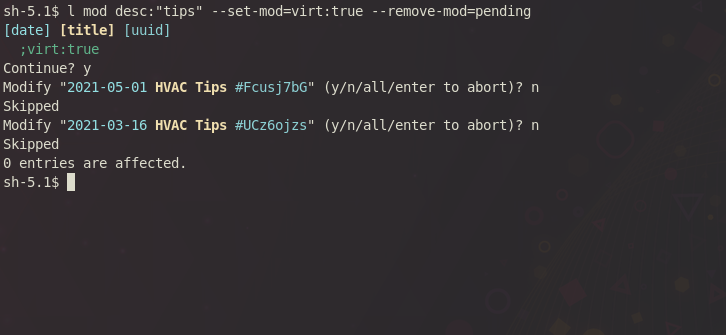 sh-5.1$ l mod desc:"tips" --set-mod=virt:true --remove-mod=pending
[date] [title] [uuid]
  ;virt:true
Continue? y
Modify "2021-05-01 HVAC Tips #Fcusj7bG" (y/n/all/enter to abort)? n
Skipped
Modify "2021-03-16 HVAC Tips #UCz6ojzs" (y/n/all/enter to abort)? n
Skipped
0 entries are affected.
sh-5.1$